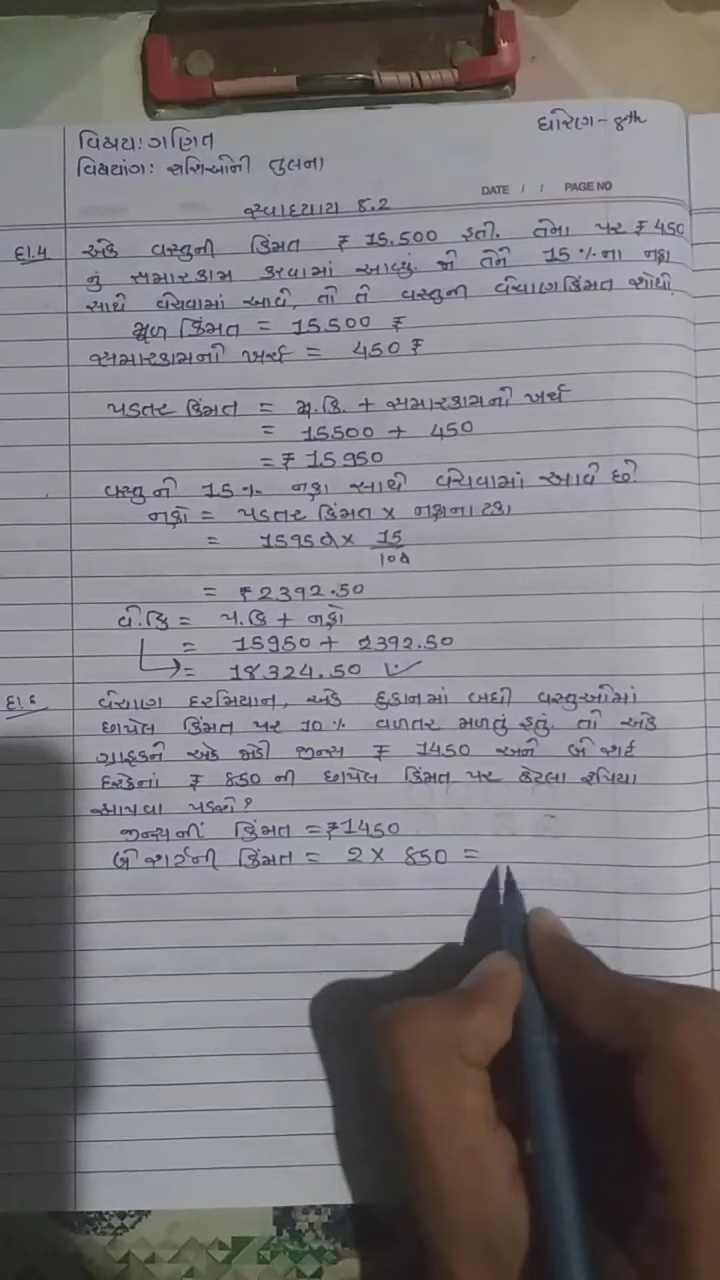 ધોરણ - 8th
વિષય: ગણિત
વિષયાંગ: રાશિઓની તુલના
DATE / / PAGE NO
સ્વાધ્યાય 8.2
દા.4 એક વસ્તુની કિંમત ₹ 15,500 હતી. તેના પર ₹ 450
નું સમારકામ કરવામાં આવ્યું. જો તેને 15 % ના નફા
સાથે વેચવામાં આવે, તો તે વસ્તુની વેચાણકિંમત શોધો.
મૂળ કિંમત = 15500 ₹
સમારકામનો ખર્ચ = 450 ₹
પડતર કિંમત = મૂ.કિ. + સમારકામનો ખર્ચ
= 15500 + 450
= ₹ 15950
વસ્તુ ને 15 % નફા સાથે વેચવામાં આવે છે.
નફો = પડતર કિંમત x નફાના ટકા
= 15950 x 15/100
= ₹2392.50
વે.કિ = પ.કિ + નફો
= 15950 + 2392.50
= 18324.50
દા.6 વેચાણ દરમિયાન, એક દુકાનમાં બધી વસ્તુઓમાં
છાપેલ કિંમત પર 10 % વળતર મળતું હતું. તો એક
ગ્રાહકને એક જોડી જીન્સ ₹ 1450 અને બે શર્ટ
દરેકનાં ₹ 850 ની છાપેલ કિંમત પર કેટલા રૂપિયા
આપવા પડશે?
જીન્સની કિંમત = ₹1450
બે શર્ટની કિંમત = 2 x 850 =